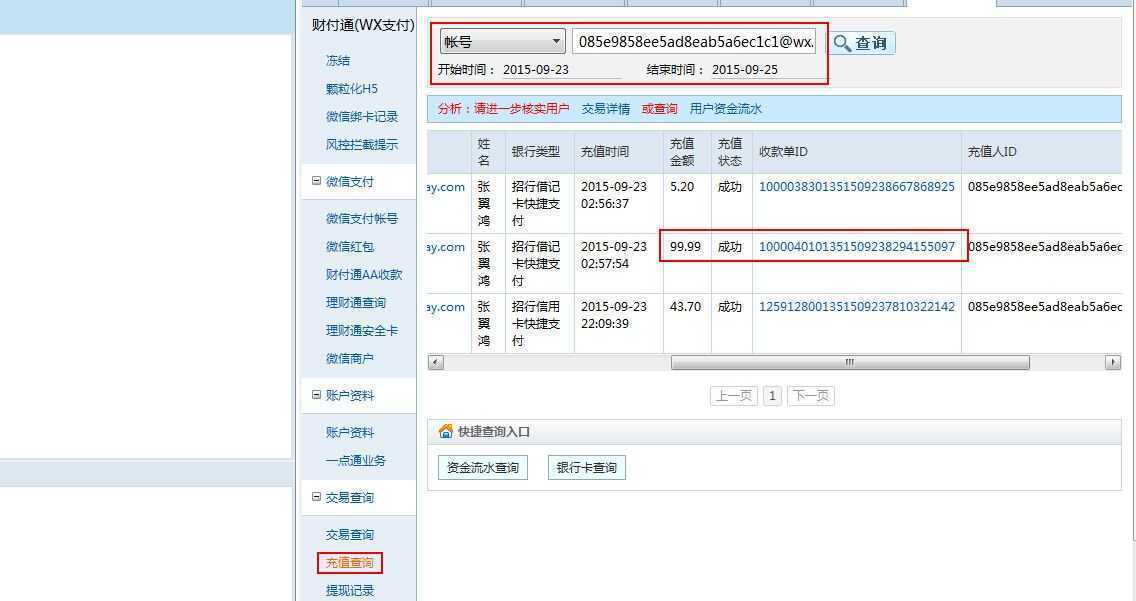 财付通(WX支付)
冻结
颗粒化H5
微信绑卡记录
风控拦截提示
微信支付
微信支付帐号
微信红包
财付通AA收款
理财通查询
理财通安全卡
微信商户
账户资料
账户资料
一点通业务
交易查询
交易查询
充值查询
提现记录
帐号 085e9858ee5ad8eab5a6ec1c1@wx. 查询
开始时间： 2015-09-23 结束时间： 2015-09-25
分析：请进一步核实用户 交易详情 或查询 用户资金流水
姓名 银行类型 充值时间 充值金额 充值状态 收款单ID 充值人ID
ay.com 张翼鸿 招行借记卡快捷支付 2015-09-23 02:56:37 5.20 成功 1000038301351509238667868925 085e9858ee5ad8eab5a6ec
ay.com 张翼鸿 招行借记卡快捷支付 2015-09-23 02:57:54 99.99 成功 1000040101351509238294155097 085e9858ee5ad8eab5a6ec
ay.com 张翼鸿 招行信用卡快捷支付 2015-09-23 22:09:39 43.70 成功 1259128001351509237810322142 085e9858ee5ad8eab5a6ec
上一页 1 下一页
快捷查询入口
资金流水查询 银行卡查询